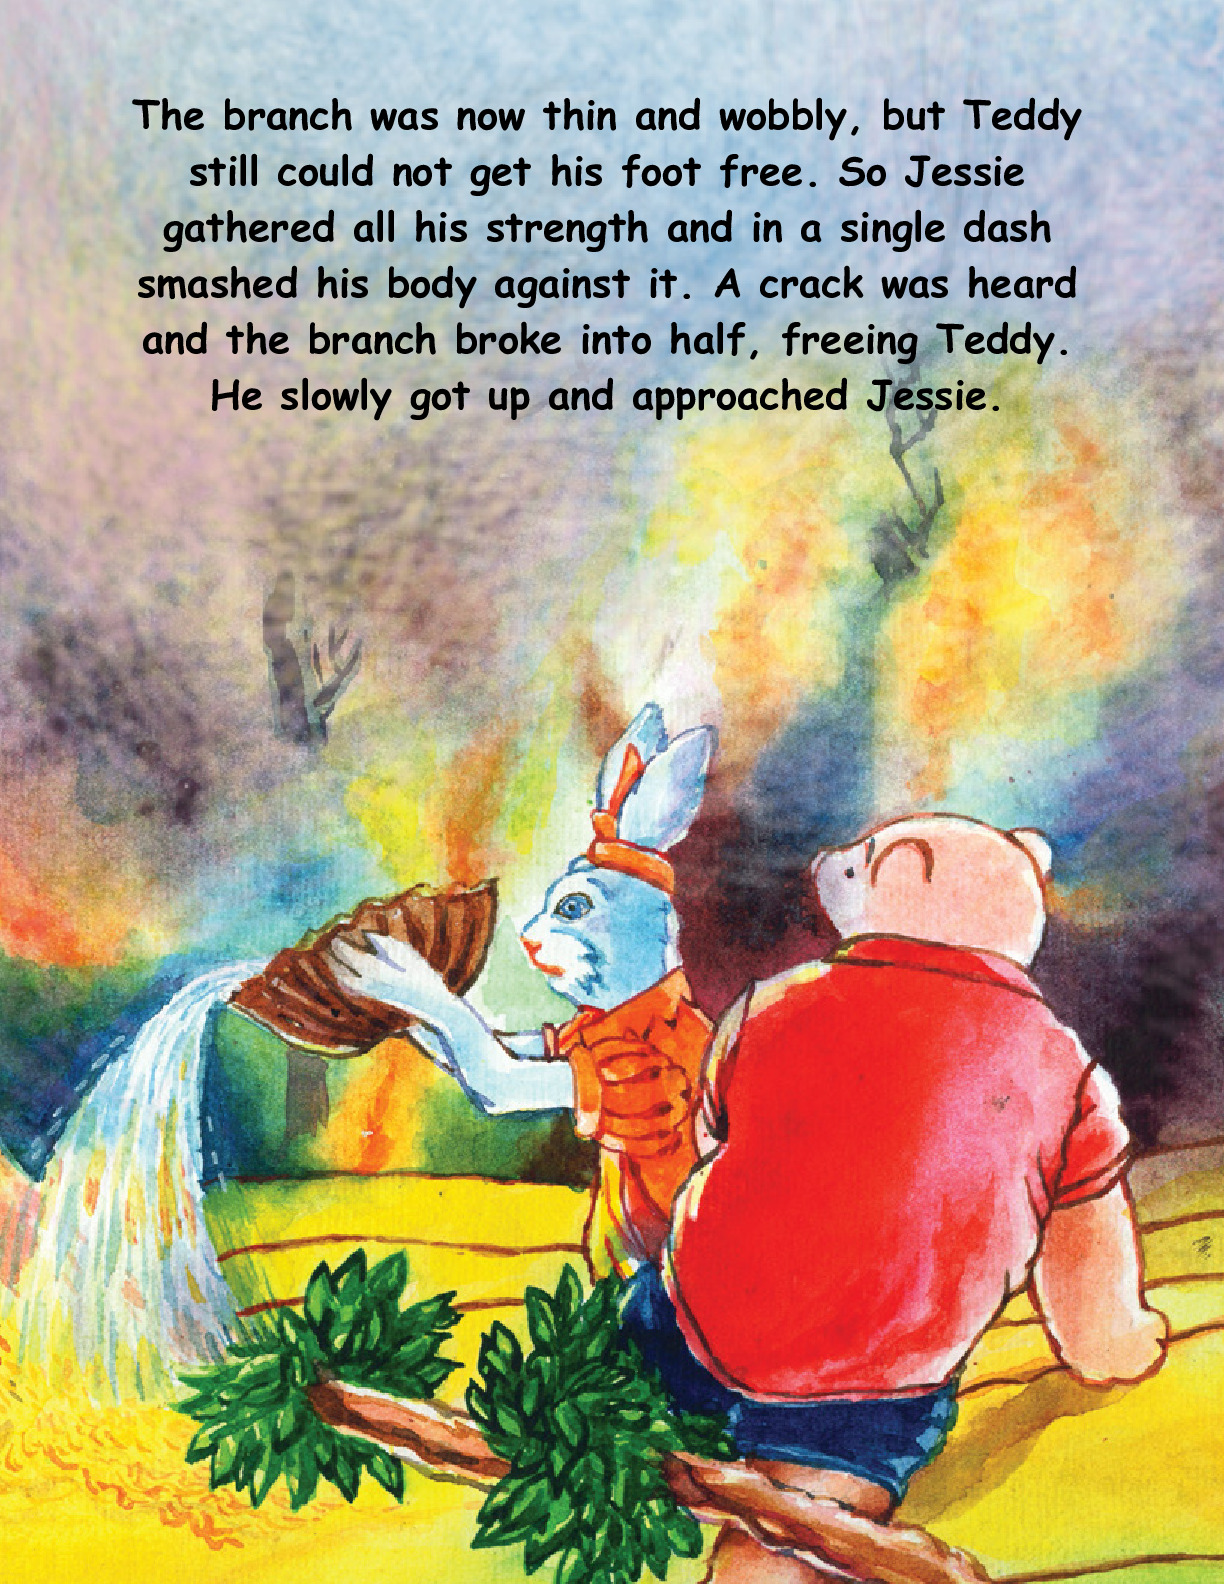 The branch was now thin and wobbly, but Teddy
still could not get his foot free. So Jessie
gathered all his strength and in a single dash
smashed his body against it. A crack was heard
and the branch broke into half, freeing Teddy.
He slowly got up and approached Jessie.